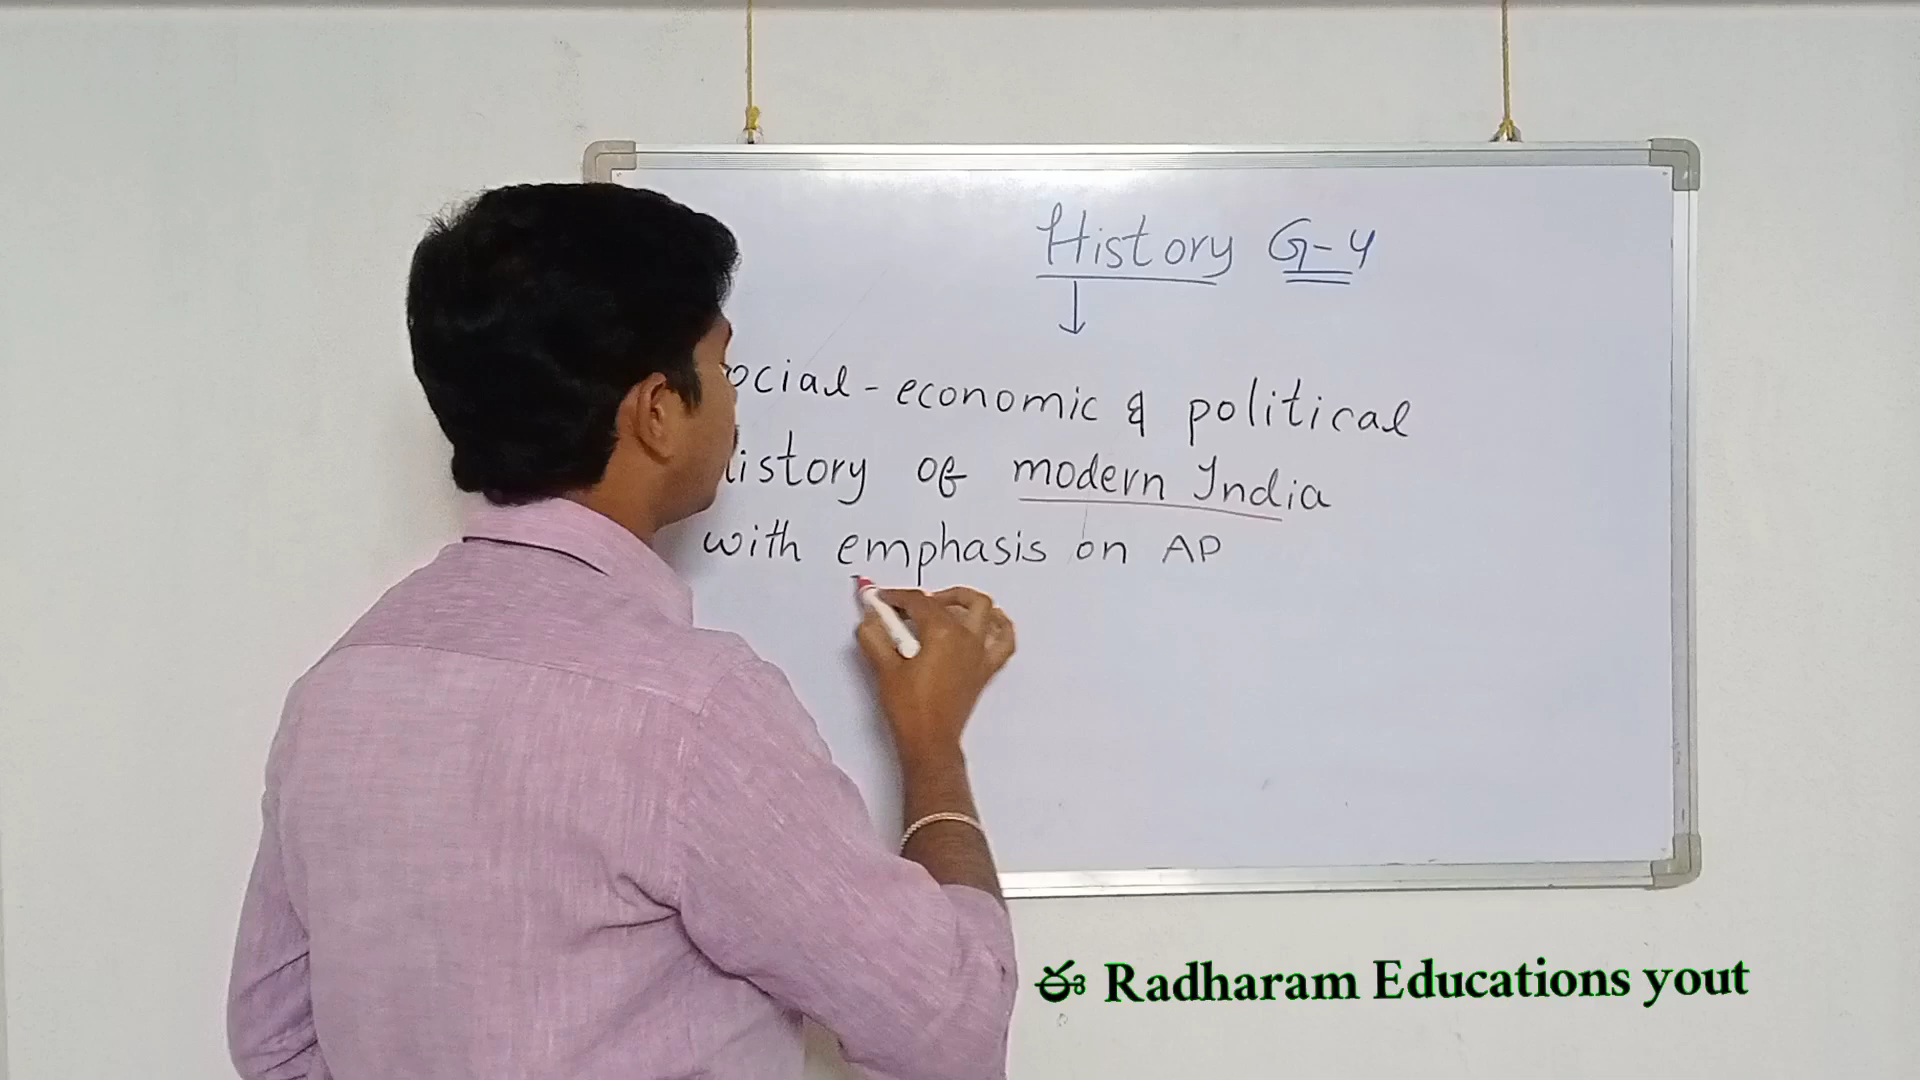 History G-4
ocial-economic & political
istory of modern India
with emphasis on AP
ఈ Radharam Educations yout